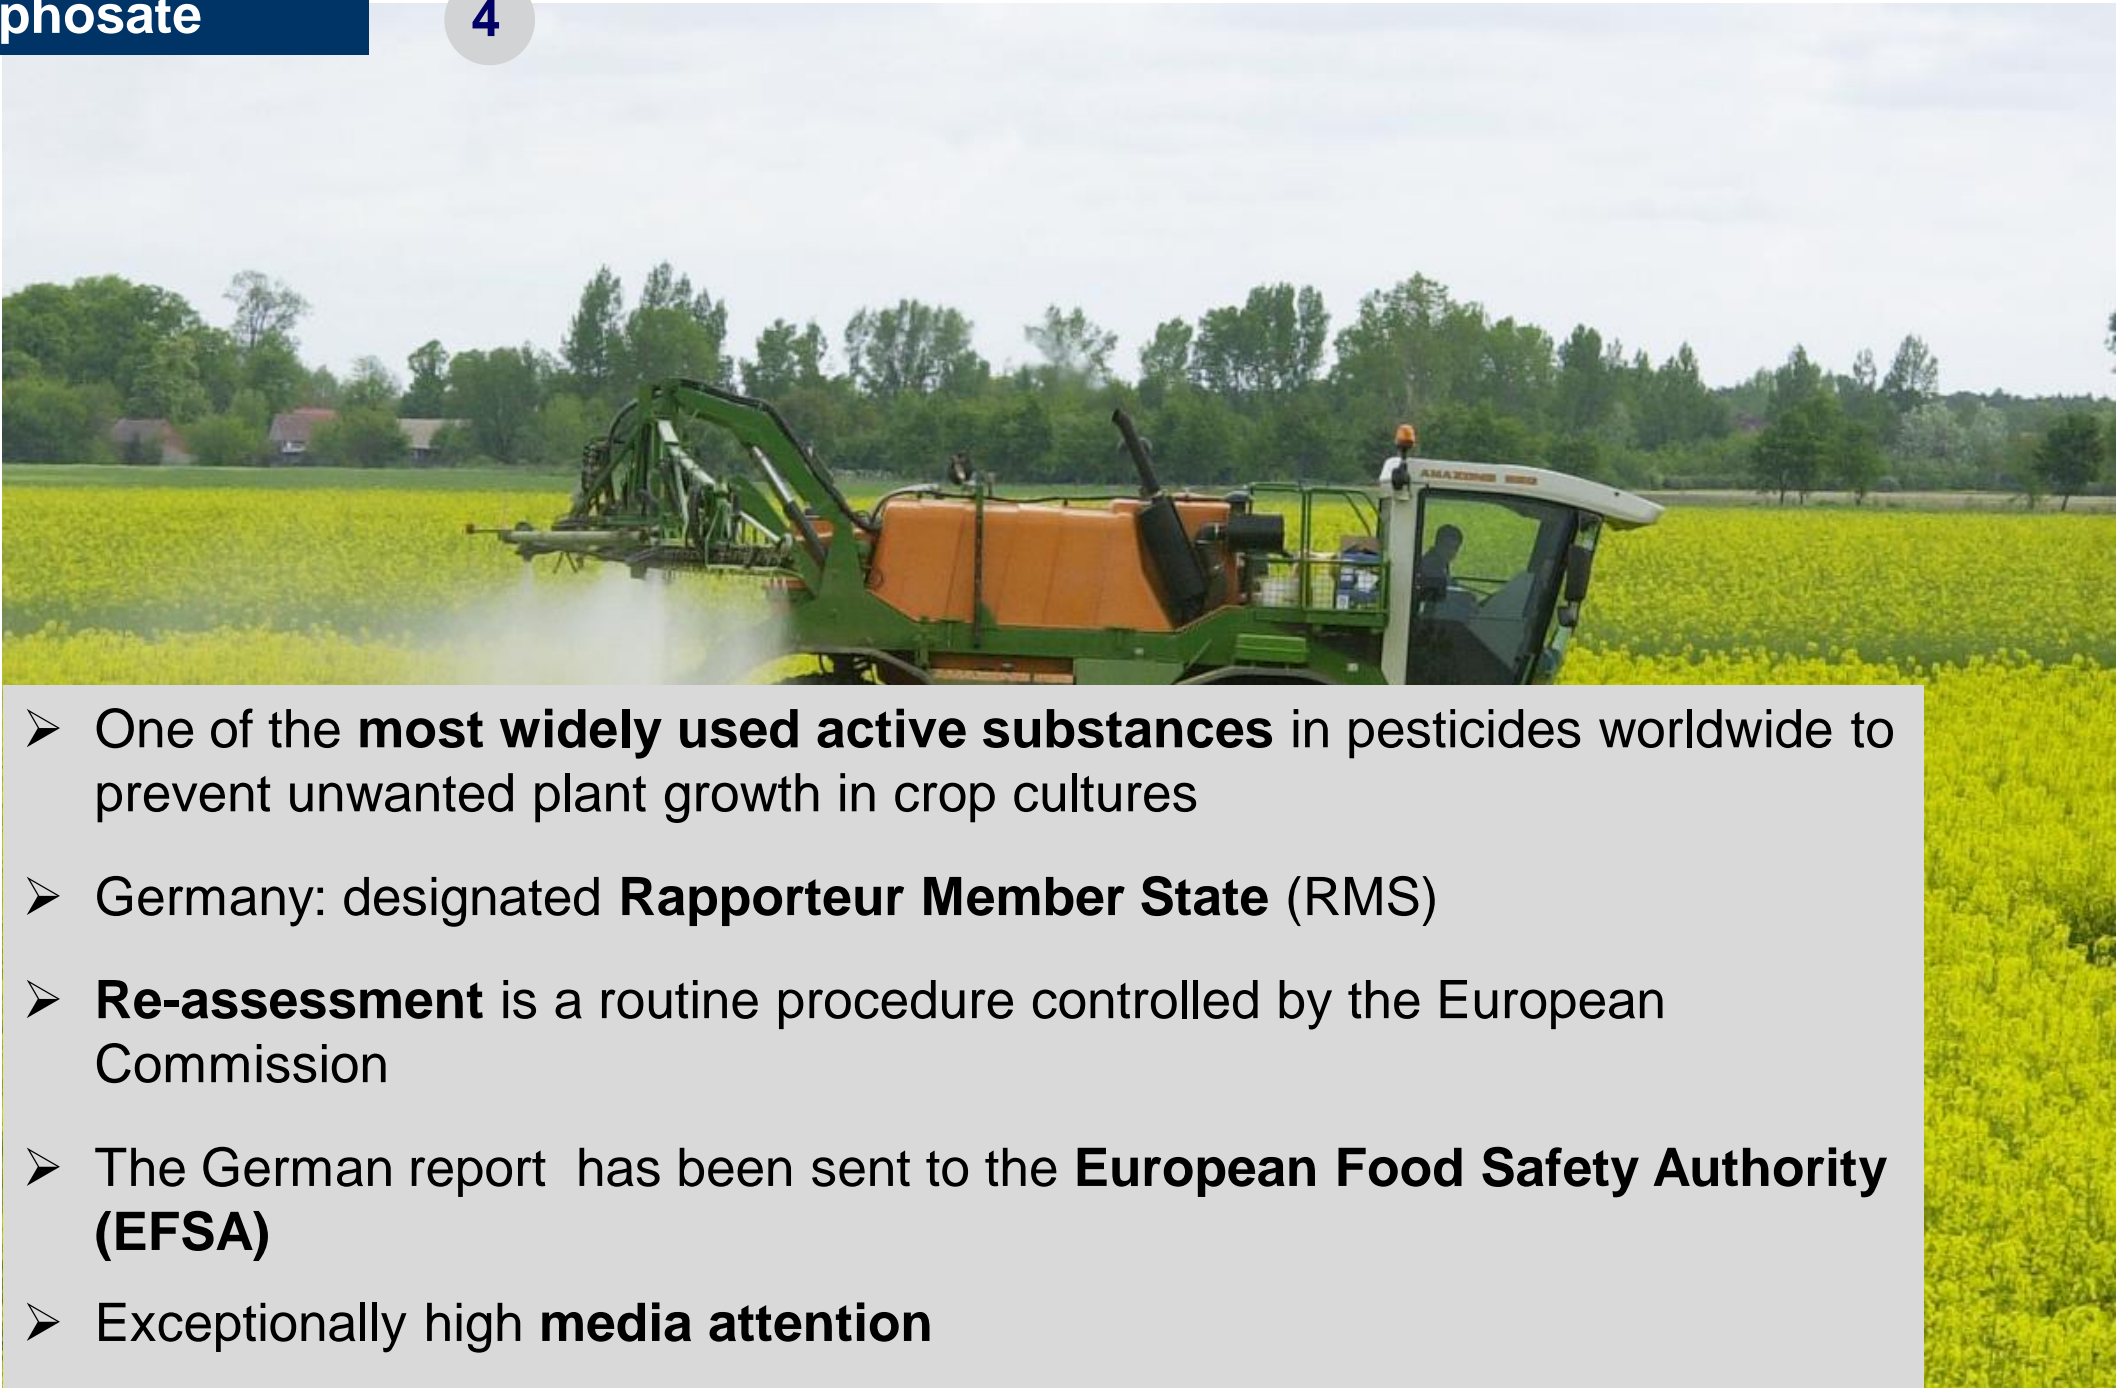 phosate
4
AMAZONE
➢ One of the most widely used active substances in pesticides worldwide to
prevent unwanted plant growth in crop cultures
➢ Germany: designated Rapporteur Member State (RMS)
➢ Re-assessment is a routine procedure controlled by the European
Commission
➢ The German report  has been sent to the European Food Safety Authority
(EFSA)
➢ Exceptionally high media attention